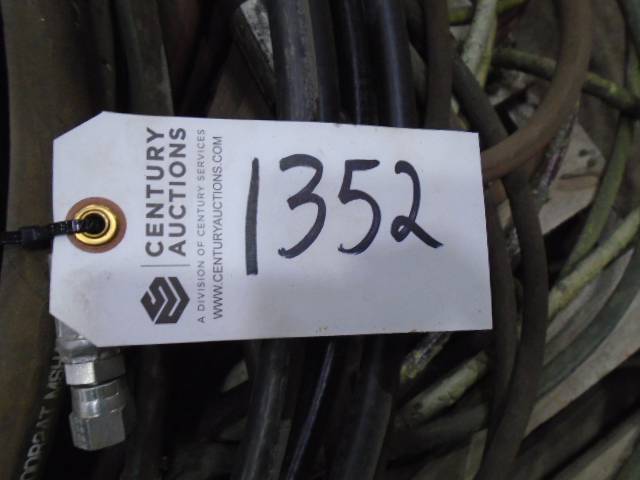 CENTURY
AUCTIONS
A DIVISION OF CENTURY SERVICES
WWW.CENTURYAUCTIONS.COM
1352